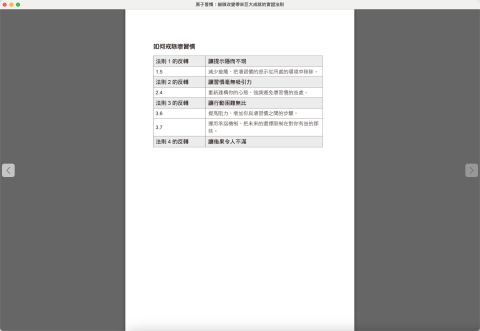 原子習慣：細微改變帶來巨大成就的實證法則
如何戒除壞習慣
法則 1 的反轉 讓提示隱而不現
1.5 減少接觸。把壞習慣的提示從所處的環境中移除。
法則 2 的反轉 讓習慣毫無吸引力
2.4 重新建構你的心態。強調避免壞習慣的益處。
法則 3 的反轉 讓行動困難無比
3.6 提高阻力。增加你與壞習慣之間的步驟。
3.7 運用承諾機制。把未來的選擇限制在對你有益的那
些。
法則 4 的反轉 讓後果令人不滿